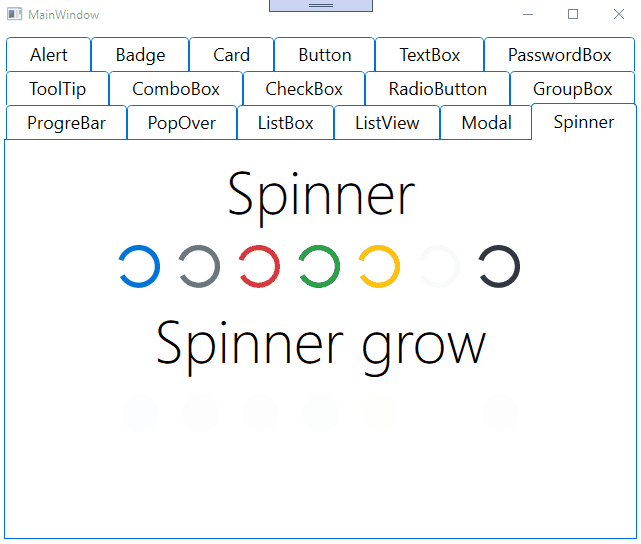 MainWindow
Alert Badge Card Button TextBox PasswordBox
ToolTip ComboBox CheckBox RadioButton GroupBox
ProgreBar PopOver ListBox ListView Modal Spinner
Spinner
Spinner grow